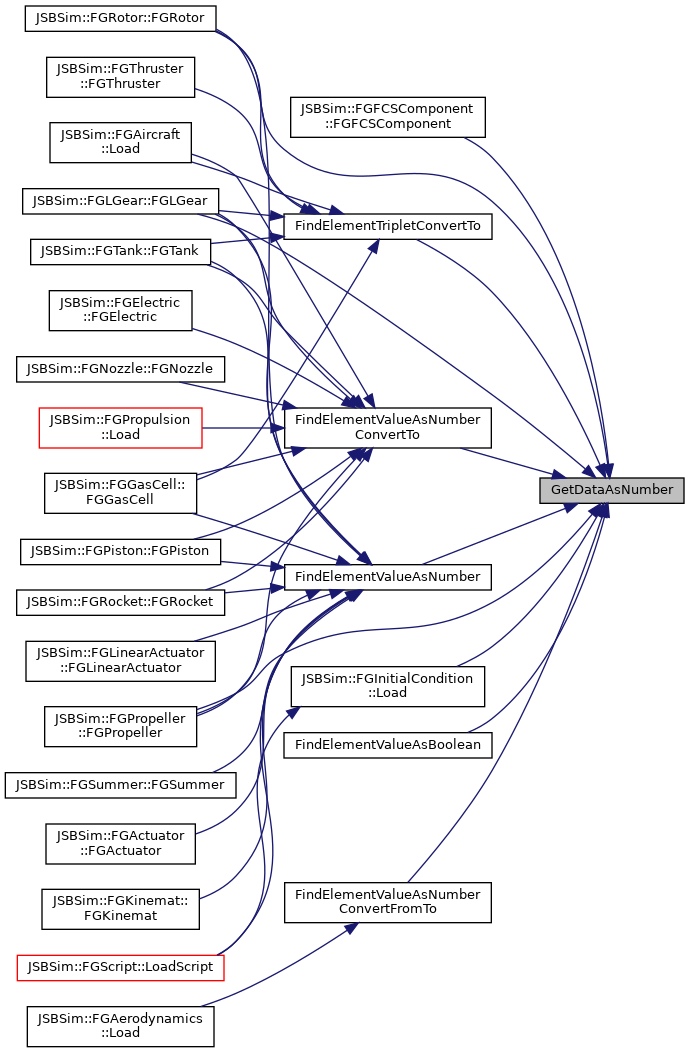 JSBSim::FGRotor::FGRotor
JSBSim::FGThruster
::FGThruster
JSBSim::FGAircraft
::Load
JSBSim::FGLGear::FGLGear
JSBSim::FGTank::FGTank
JSBSim::FGElectric
::FGElectric
JSBSim::FGNozzle::FGNozzle
JSBSim::FGPropulsion
::Load
JSBSim::FGGasCell::
FGGasCell
JSBSim::FGPiston::FGPiston
JSBSim::FGRocket::FGRocket
JSBSim::FGLinearActuator
::FGLinearActuator
JSBSim::FGPropeller
::FGPropeller
JSBSim::FGSummer::FGSummer
JSBSim::FGActuator
::FGActuator
JSBSim::FGKinemat::
FGKinemat
JSBSim::FGScript::LoadScript
JSBSim::FGAerodynamics
::Load
JSBSim::FGFCSComponent
::FGFCSComponent
FindElementTripletConvertTo
FindElementValueAsNumber
ConvertTo
FindElementValueAsNumber
JSBSim::FGInitialCondition
::Load
FindElementValueAsBoolean
FindElementValueAsNumber
ConvertFromTo
GetDataAsNumber